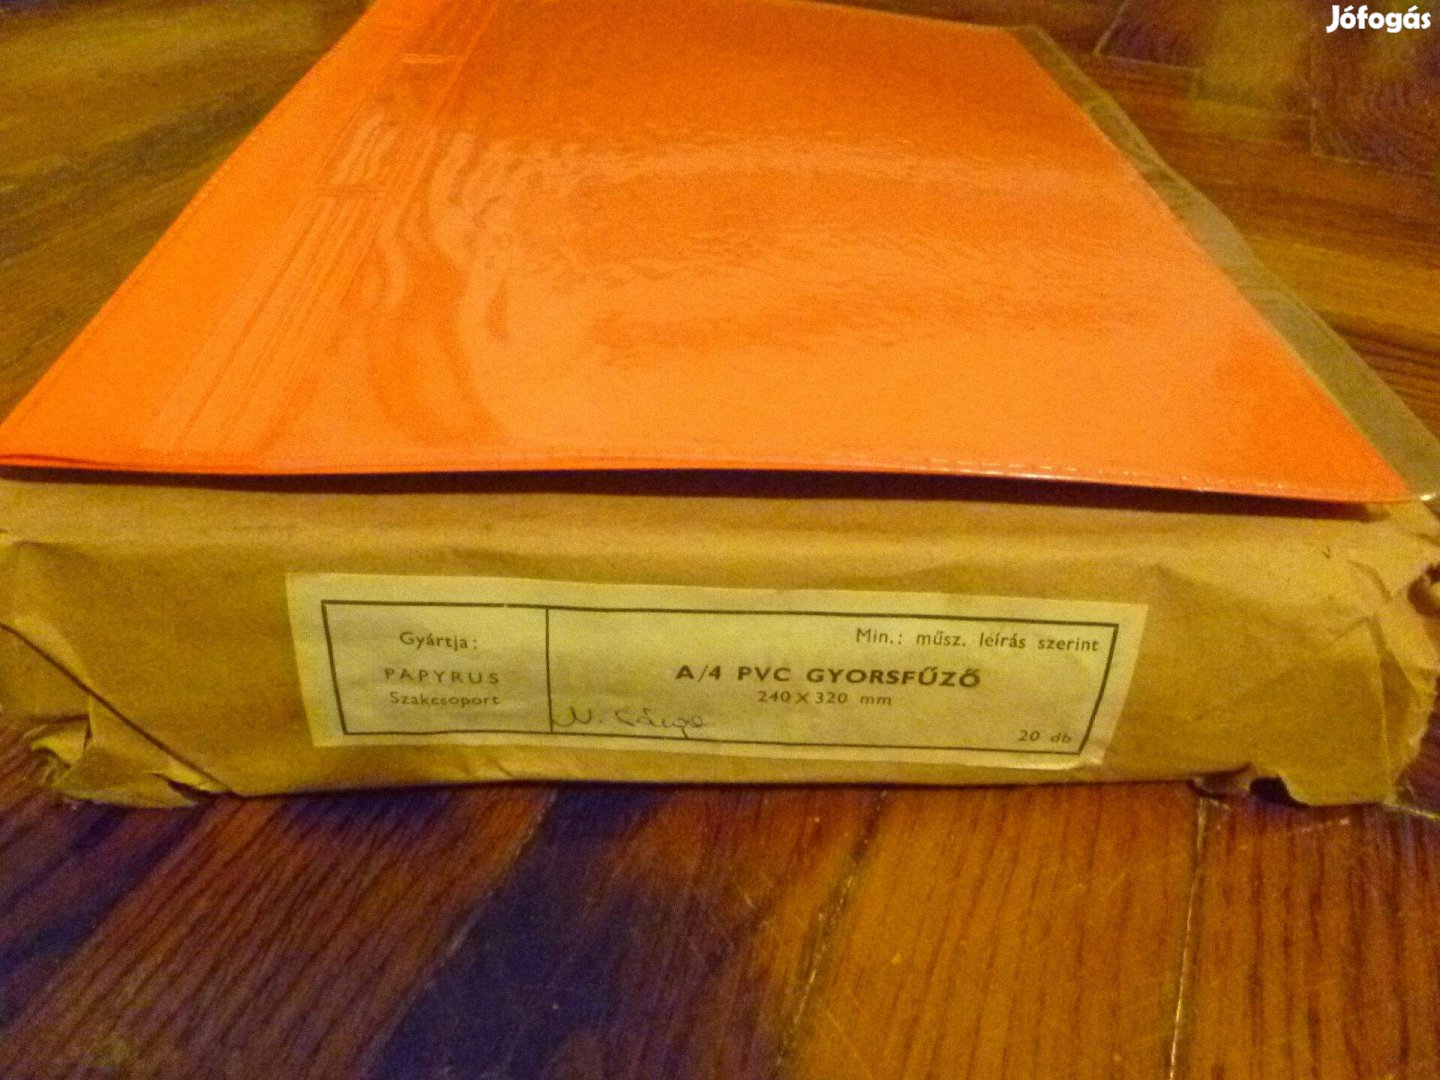 Jófogás
Gyártja:
PAPYRUS
Szakcsoport
Min.: műsz. leírás szerint
A/4 PVC GYORSFŰZŐ
240 X 320 mm
20 db